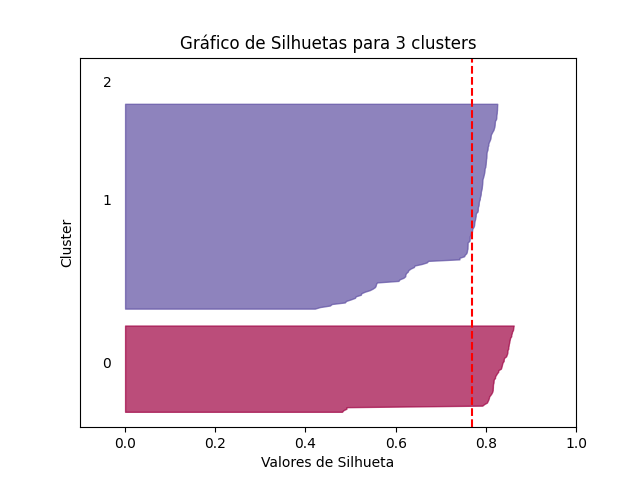 Gráfico de Silhuetas para 3 clusters
2
1
0
Cluster
0.0 0.2 0.4 0.6 0.8 1.0
Valores de Silhueta